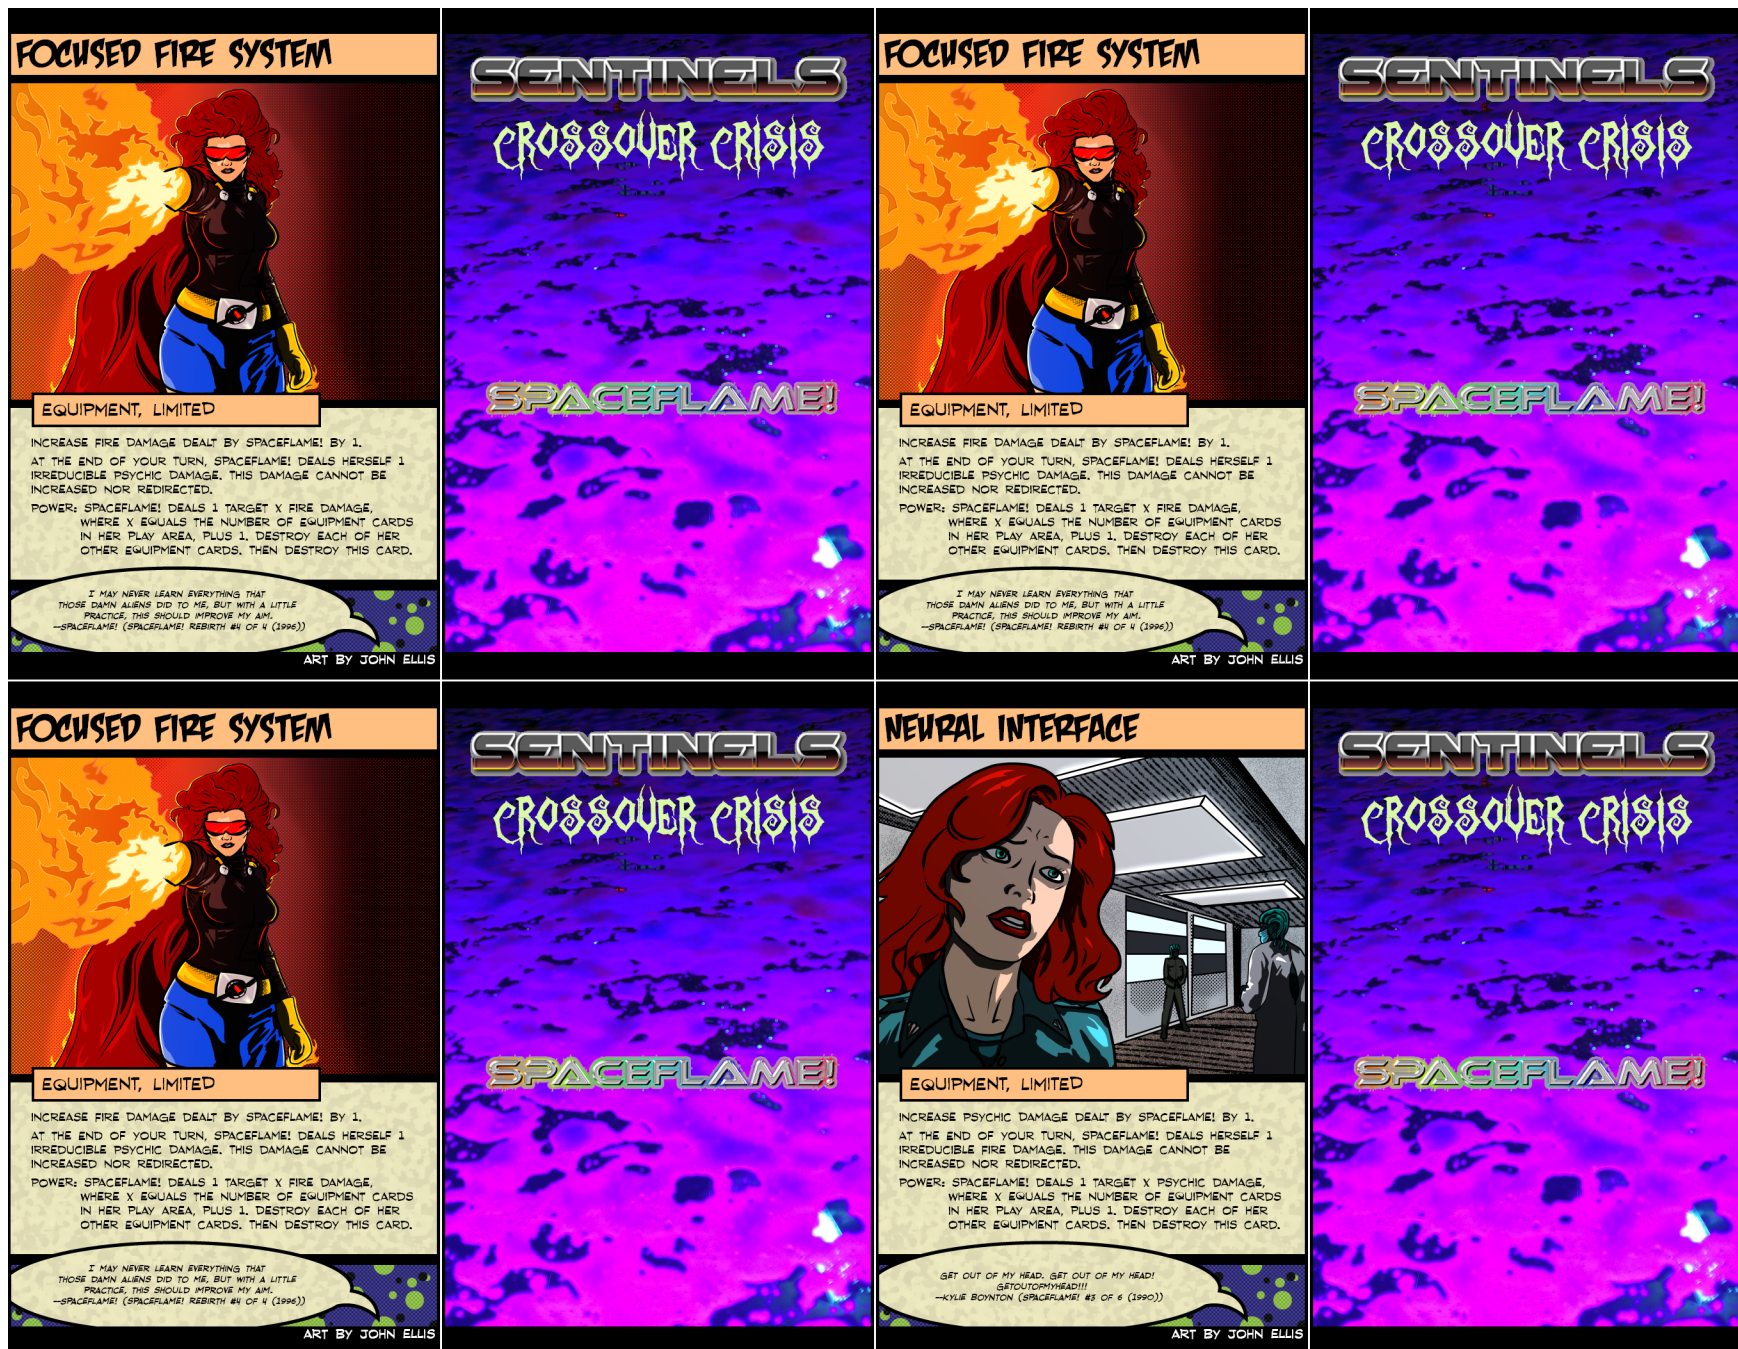 FOCUSED FIRE SYSTEM
EQUIPMENT, LIMITED
INCREASE FIRE DAMAGE DEALT BY SPACEFLAME! BY 1.
AT THE END OF YOUR TURN, SPACEFLAME! DEALS HERSELF 1
IRREDUCIBLE PSYCHIC DAMAGE. THIS DAMAGE CANNOT BE
INCREASED NOR REDIRECTED.
POWER: SPACEFLAME! DEALS 1 TARGET X FIRE DAMAGE,
WHERE X EQUALS THE NUMBER OF EQUIPMENT CARDS
IN HER PLAY AREA, PLUS 1. DESTROY EACH OF HER
OTHER EQUIPMENT CARDS. THEN DESTROY THIS CARD.
I MAY NEVER LEARN EVERYTHING THAT
THOSE DAMN ALIENS DID TO ME, BUT WITH A LITTLE
PRACTICE, THIS SHOULD IMPROVE MY AIM.
--SPACEFLAME! (SPACEFLAME! REBIRTH #4 OF 4 (1996))
ART BY JOHN ELLIS
SENTINELS
CROSSOVER CRISIS
SPACEFLAME!
FOCUSED FIRE SYSTEM
EQUIPMENT, LIMITED
INCREASE FIRE DAMAGE DEALT BY SPACEFLAME! BY 1.
AT THE END OF YOUR TURN, SPACEFLAME! DEALS HERSELF 1
IRREDUCIBLE PSYCHIC DAMAGE. THIS DAMAGE CANNOT BE
INCREASED NOR REDIRECTED.
POWER: SPACEFLAME! DEALS 1 TARGET X FIRE DAMAGE,
WHERE X EQUALS THE NUMBER OF EQUIPMENT CARDS
IN HER PLAY AREA, PLUS 1. DESTROY EACH OF HER
OTHER EQUIPMENT CARDS. THEN DESTROY THIS CARD.
I MAY NEVER LEARN EVERYTHING THAT
THOSE DAMN ALIENS DID TO ME, BUT WITH A LITTLE
PRACTICE, THIS SHOULD IMPROVE MY AIM.
--SPACEFLAME! (SPACEFLAME! REBIRTH #4 OF 4 (1996))
ART BY JOHN ELLIS
SENTINELS
CROSSOVER CRISIS
SPACEFLAME!
FOCUSED FIRE SYSTEM
EQUIPMENT, LIMITED
INCREASE FIRE DAMAGE DEALT BY SPACEFLAME! BY 1.
AT THE END OF YOUR TURN, SPACEFLAME! DEALS HERSELF 1
IRREDUCIBLE PSYCHIC DAMAGE. THIS DAMAGE CANNOT BE
INCREASED NOR REDIRECTED.
POWER: SPACEFLAME! DEALS 1 TARGET X FIRE DAMAGE,
WHERE X EQUALS THE NUMBER OF EQUIPMENT CARDS
IN HER PLAY AREA, PLUS 1. DESTROY EACH OF HER
OTHER EQUIPMENT CARDS. THEN DESTROY THIS CARD.
I MAY NEVER LEARN EVERYTHING THAT
THOSE DAMN ALIENS DID TO ME, BUT WITH A LITTLE
PRACTICE, THIS SHOULD IMPROVE MY AIM.
--SPACEFLAME! (SPACEFLAME! REBIRTH #4 OF 4 (1996))
ART BY JOHN ELLIS
SENTINELS
CROSSOVER CRISIS
SPACEFLAME!
NEURAL INTERFACE
EQUIPMENT, LIMITED
INCREASE PSYCHIC DAMAGE DEALT BY SPACEFLAME! BY 1.
AT THE END OF YOUR TURN, SPACEFLAME! DEALS HERSELF 1
IRREDUCIBLE FIRE DAMAGE. THIS DAMAGE CANNOT BE
INCREASED NOR REDIRECTED.
POWER: SPACEFLAME! DEALS 1 TARGET X PSYCHIC DAMAGE,
WHERE X EQUALS THE NUMBER OF EQUIPMENT CARDS
IN HER PLAY AREA, PLUS 1. DESTROY EACH OF HER
OTHER EQUIPMENT CARDS. THEN DESTROY THIS CARD.
GET OUT OF MY HEAD. GET OUT OF MY HEAD!
GETOUTOFMYHEAD!!!
--KYLIE BOYNTON (SPACEFLAME! #3 OF 6 (1990))
ART BY JOHN ELLIS
SENTINELS
CROSSOVER CRISIS
SPACEFLAME!